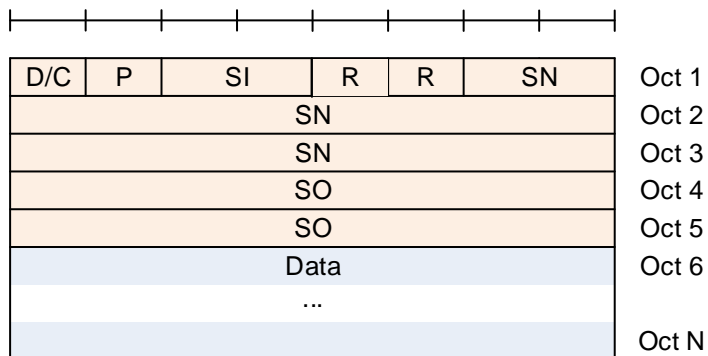 D/C P SI R R SN Oct 1
SN Oct 2
SN Oct 3
SO Oct 4
SO Oct 5
Data Oct 6
...
Oct N